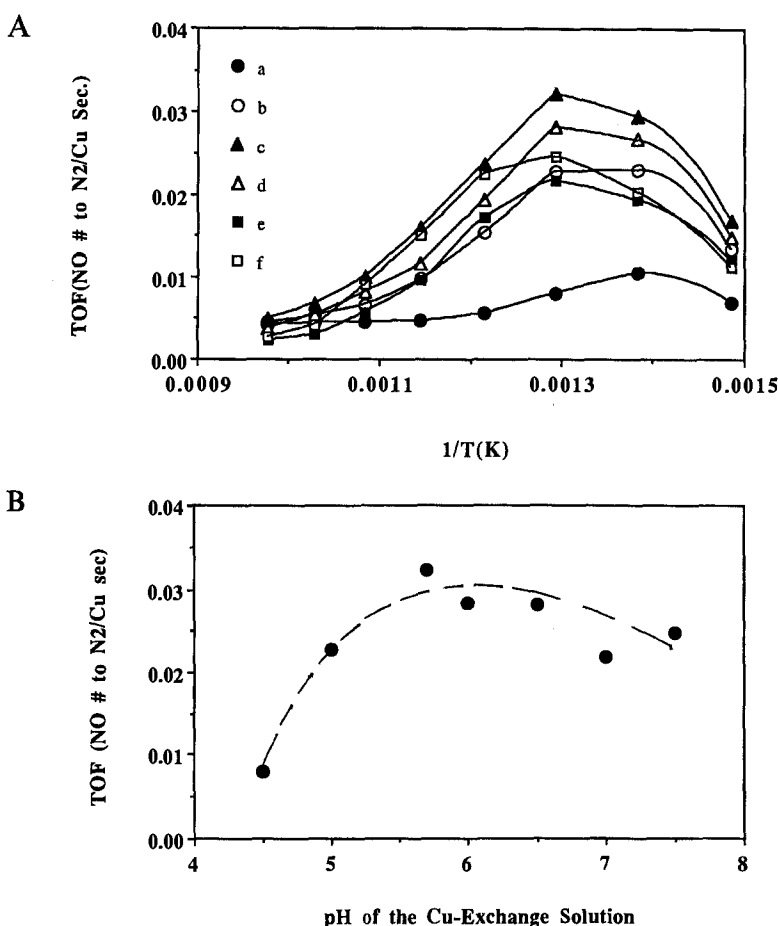 A
TOF(NO # to N2/Cu Sec.)
0.04
0.03
0.02
0.01
0.00
a
b
c
d
e
f
0.0009
0.0011
0.0013
0.0015
1/T(K)
B
TOF (NO # to N2/Cu sec)
0.04
0.03
0.02
0.01
0.00
4
5
6
7
8
pH of the Cu-Exchange Solution